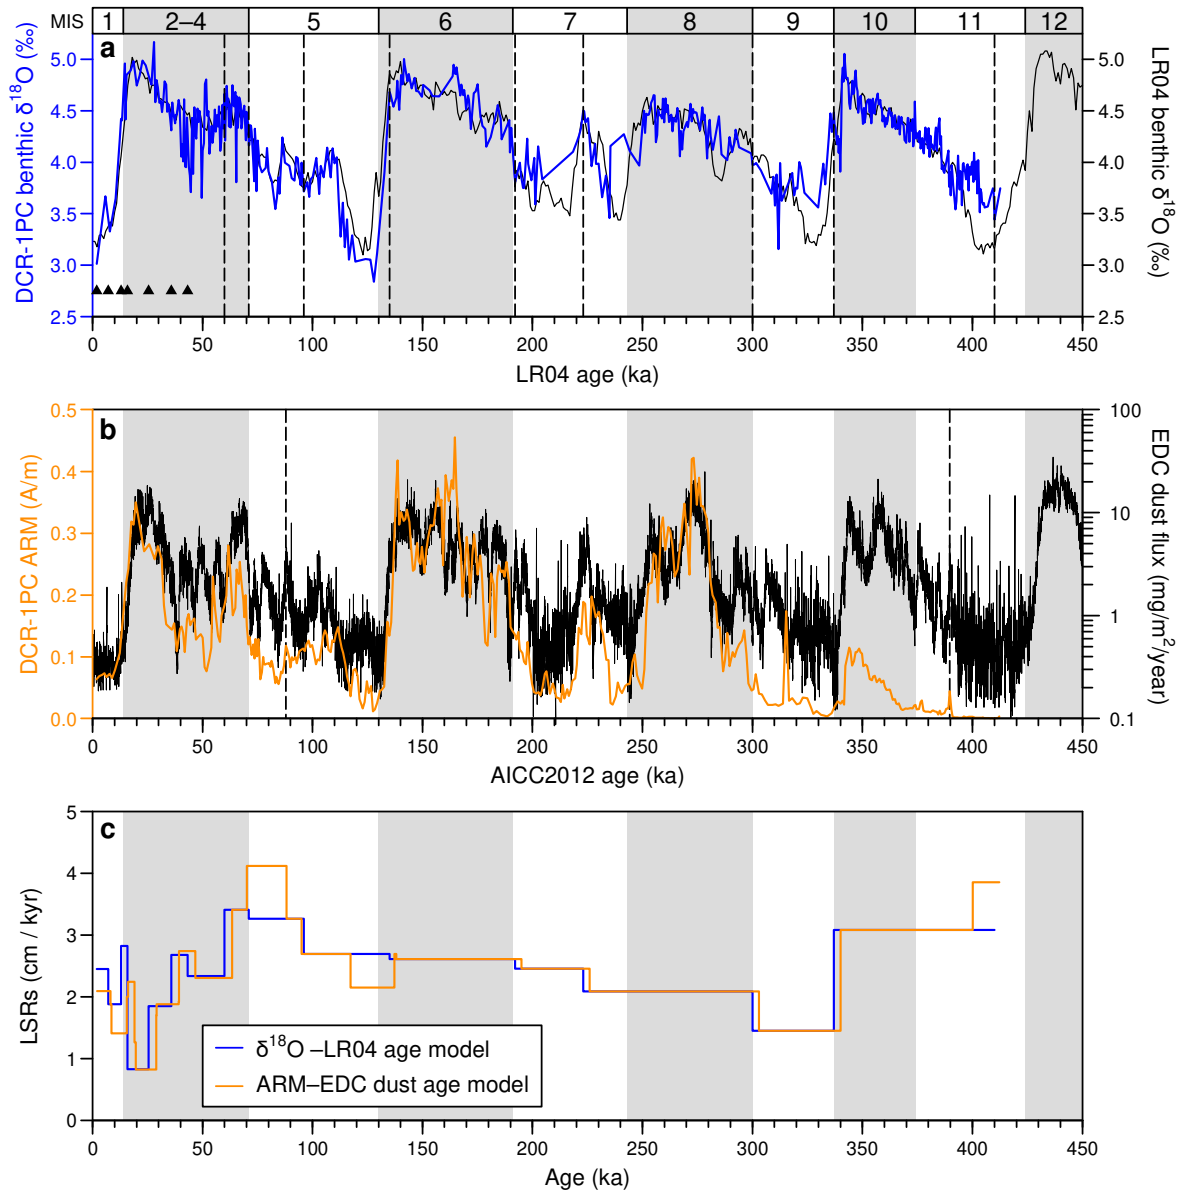 MIS 1 2–4 5 6 7 8 9 10 11 12
a
DCR-1PC benthic δ18O (‰)
5.0
4.5
4.0
3.5
3.0
2.5
LR04 benthic δ18O (‰)
5.0
4.5
4.0
3.5
3.0
2.5
0 50 100 150 200 250 300 350 400 450
LR04 age (ka)
b
DCR-1PC ARM (A/m)
0.5
0.4
0.3
0.2
0.1
0.0
EDC dust flux (mg/m2/year)
100
10
1
0.1
0 50 100 150 200 250 300 350 400 450
AICC2012 age (ka)
c
LSRs (cm / kyr)
5
4
3
2
1
0
δ18O –LR04 age model
ARM–EDC dust age model
0 50 100 150 200 250 300 350 400 450
Age (ka)